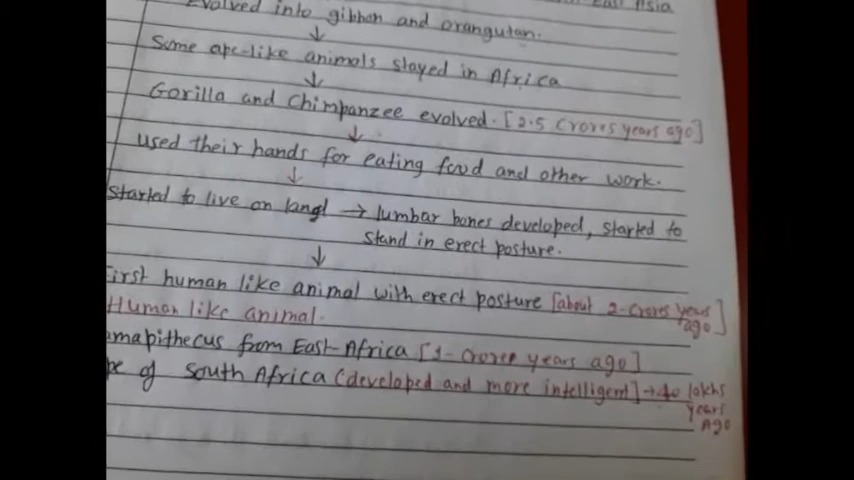 East Asia
Evolved into gibbon and orangutan.
↓
Some ape-like animals stayed in Africa
↓
Gorilla and Chimpanzee evolved. [2.5 Crores years ago]
↓
Used their hands for eating food and other work.
↓
Started to live on langl → lumbar bones developed, started to
stand in erect posture.
↓
First human like animal with erect posture [about 2-crores years
ago]
Human like animal.
mapithecus from East-Africa [1-crores years ago]
pe of South Africa (developed and more intelligent] → 40 lakhs
years
Ago